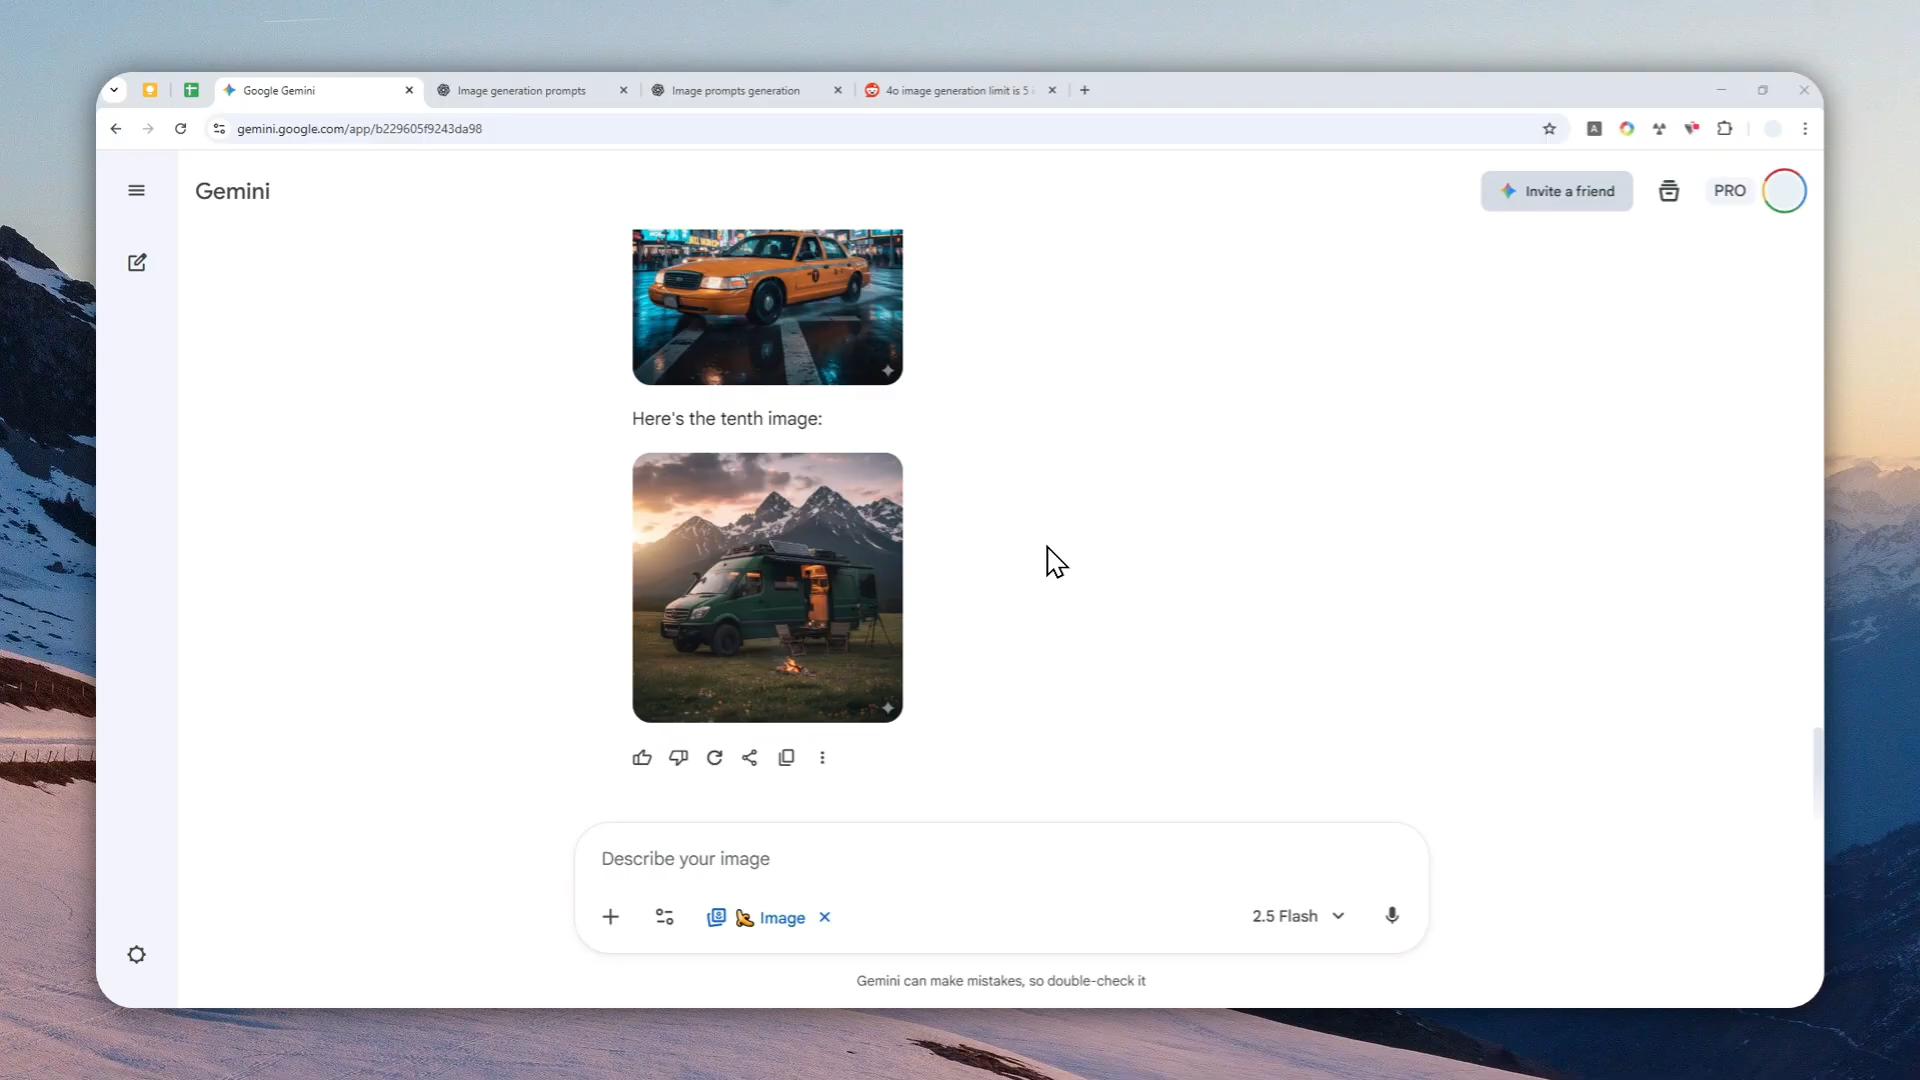 Google Gemini
Image generation prompts
Image prompts generation
4o image generation limit is 5
gemini.google.com/app/b229605f9243da98
Gemini
Invite a friend
PRO
Here's the tenth image:
Describe your image
Image
2.5 Flash
Gemini can make mistakes, so double-check it